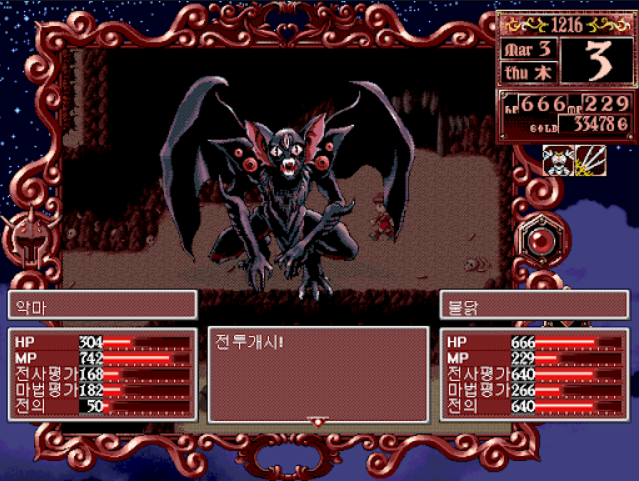 1216
Mar 3
thu 木
3
HP 666 MP 229
GOLD 33478 G
악마
불닭
HP 304
MP 742
전사평가 168
마법평가 182
전의 50
전투개시!
HP 666
MP 229
전사평가 640
마법평가 266
전의 640